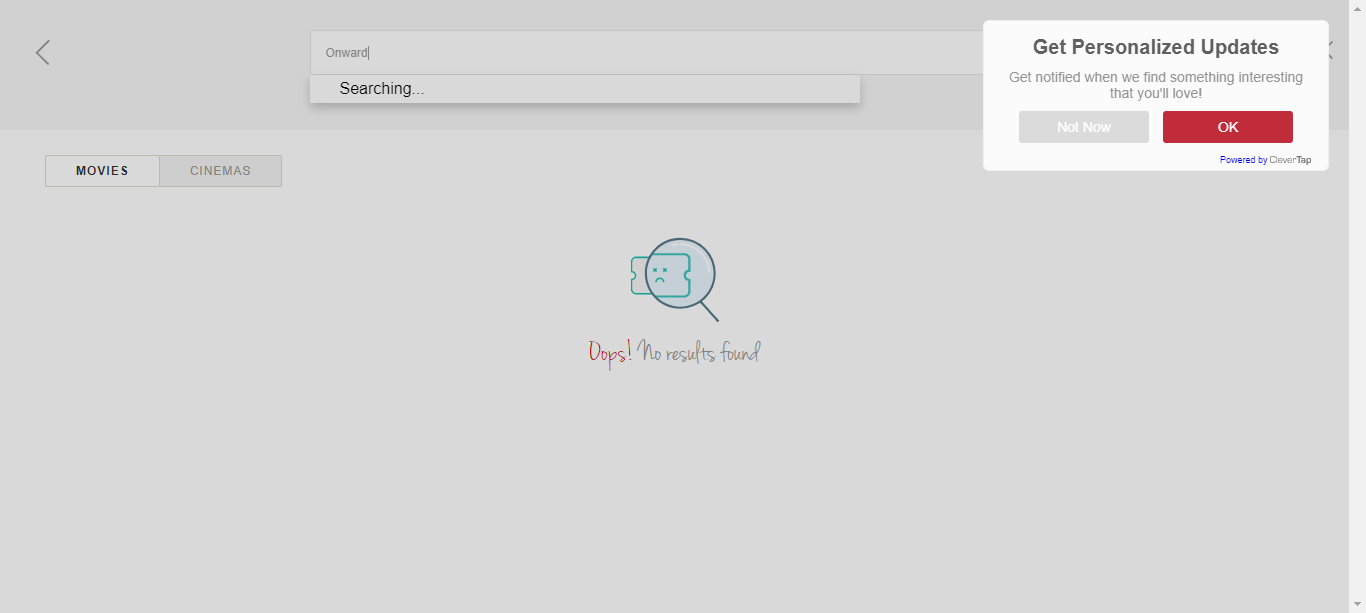 Onward
Searching...
Get Personalized Updates
Get notified when we find something interesting
that you'll love!
Not Now
OK
Powered by CleverTap
MOVIES
CINEMAS
Oops! No results found